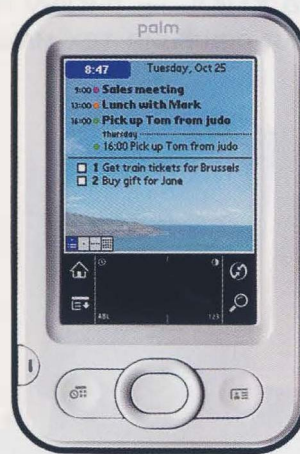 palm
8:47 Tuesday, Oct 25
9:00 Sales meeting
13:00 Lunch with Mark
16:00 Pick up Tom from judo
Thursday
16:00 Pick up Tom from judo
1 Get train tickets for Brussels
2 Buy gift for Jane
ABC 123